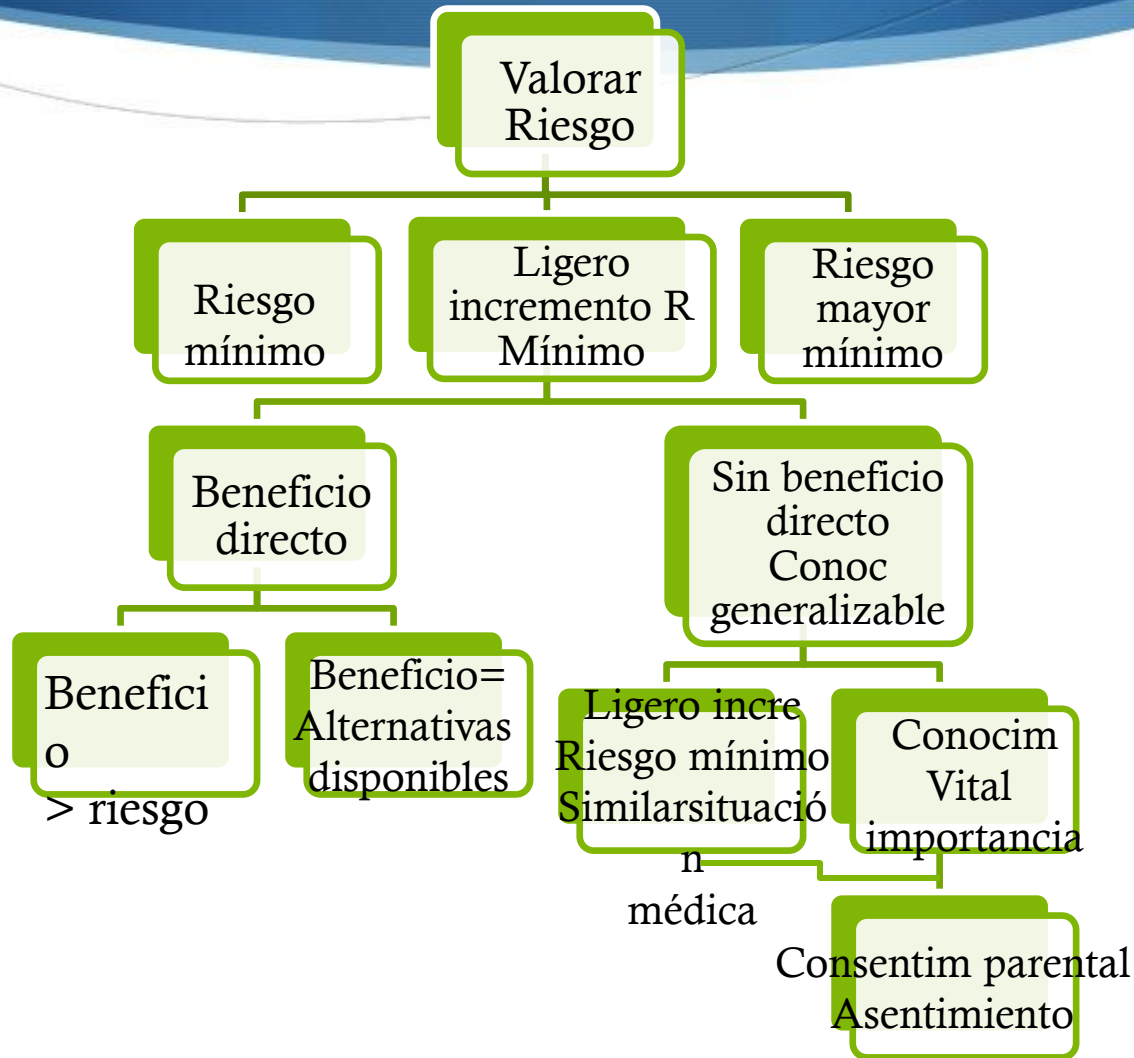 Valorar
Riesgo
Riesgo
mínimo
Ligero
incremento R
Mínimo
Riesgo
mayor
mínimo
Beneficio
directo
Sin beneficio
directo
Conoc
generalizable
Benefici
o
> riesgo
Beneficio=
Alternativas
disponibles
Ligero incre
Riesgo mínimo
Similarsituació
n
médica
Conocim
Vital
importancia
Consentim parental
Asentimiento